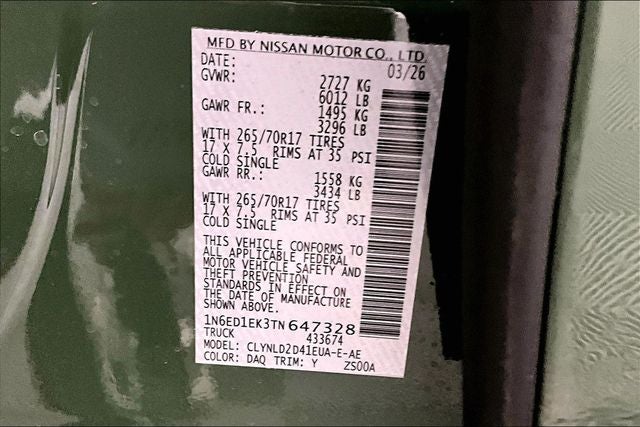 MFD BY NISSAN MOTOR CO., LTD.
DATE: 03/26
GVWR: 2727 KG
6012 LB
GAWR FR.: 1495 KG
3296 LB
WITH 265/70R17 TIRES
17 X 7.5 RIMS AT 35 PSI
COLD SINGLE
GAWR RR.: 1558 KG
3434 LB
WITH 265/70R17 TIRES
17 X 7.5 RIMS AT 35 PSI
COLD SINGLE
THIS VEHICLE CONFORMS TO
ALL APPLICABLE FEDERAL
MOTOR VEHICLE SAFETY AND
THEFT PREVENTION
STANDARDS IN EFFECT ON
THE DATE OF MANUFACTURE
SHOWN ABOVE.
1N6ED1EK3TN647328
TRUCK 433674
MODEL: CLYNLD2D41EUA-E-AE
COLOR: DAQ TRIM: Y ZS00A